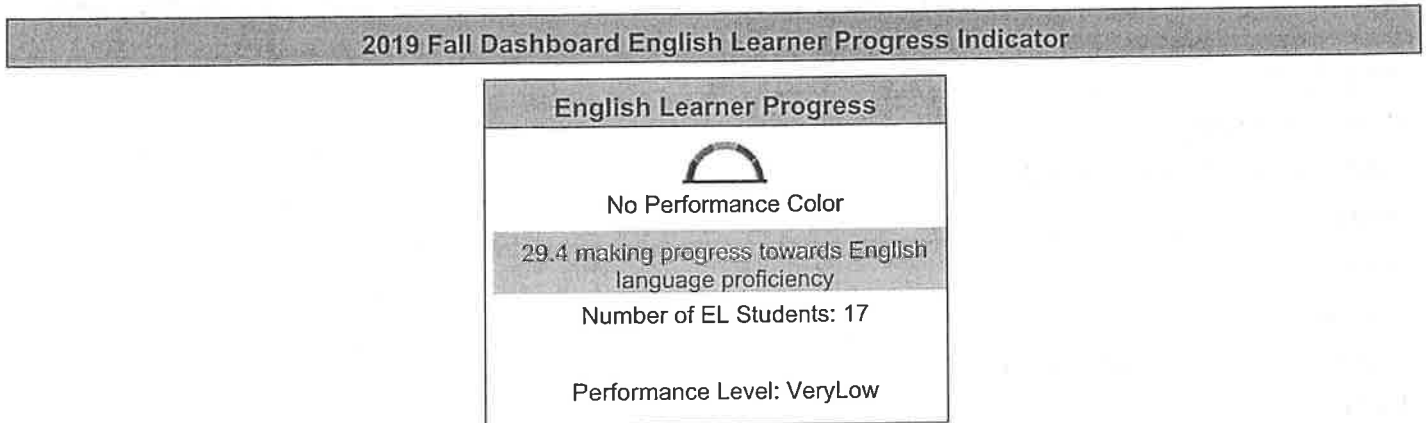 2019 Fall Dashboard English Learner Progress Indicator
English Learner Progress
No Performance Color
29.4 making progress towards English
language proficiency
Number of EL Students: 17
Performance Level: VeryLow